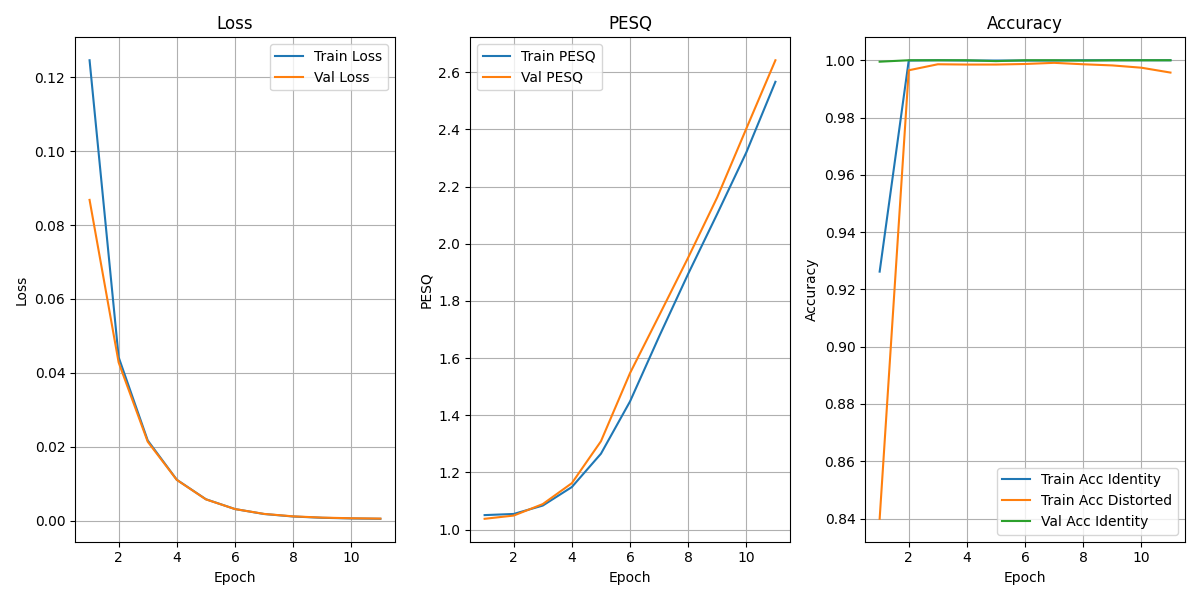 Loss
Train Loss
Val Loss
0.12
0.10
0.08
0.06
0.04
0.02
0.00
Loss
2
4
6
8
10
Epoch
PESQ
Train PESQ
Val PESQ
2.6
2.4
2.2
2.0
1.8
1.6
1.4
1.2
1.0
PESQ
2
4
6
8
10
Epoch
Accuracy
1.00
0.98
0.96
0.94
0.92
0.90
0.88
0.86
0.84
Accuracy
Train Acc Identity
Train Acc Distorted
Val Acc Identity
2
4
6
8
10
Epoch